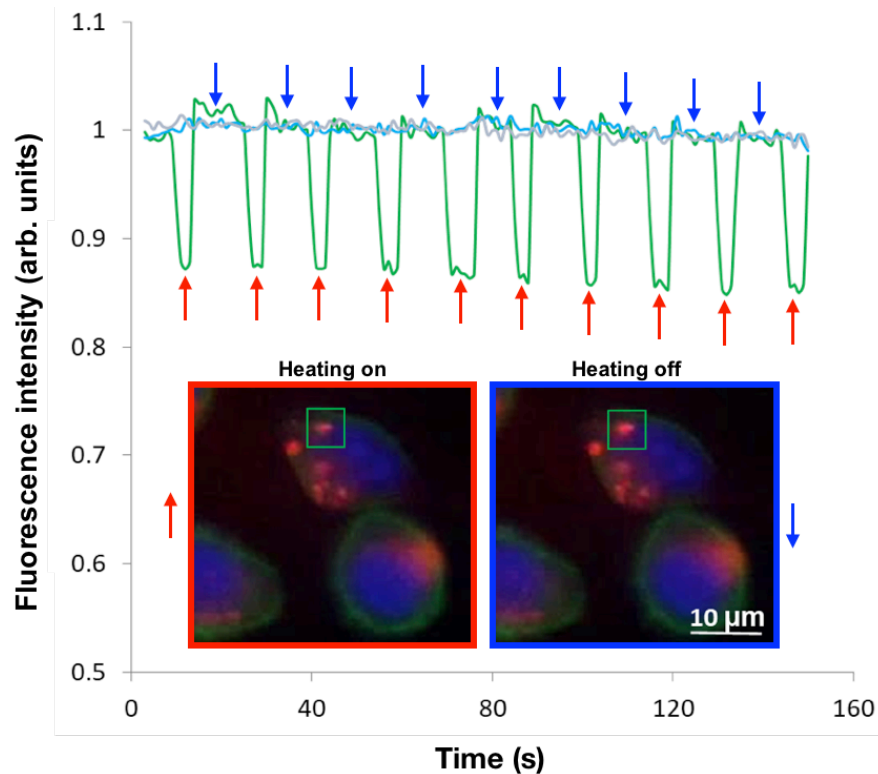 Fluorescence intensity (arb. units)
1.1
1
0.9
0.8
0.7
0.6
0.5
Heating on
Heating off
10 μm
0
40
80
120
160
Time (s)